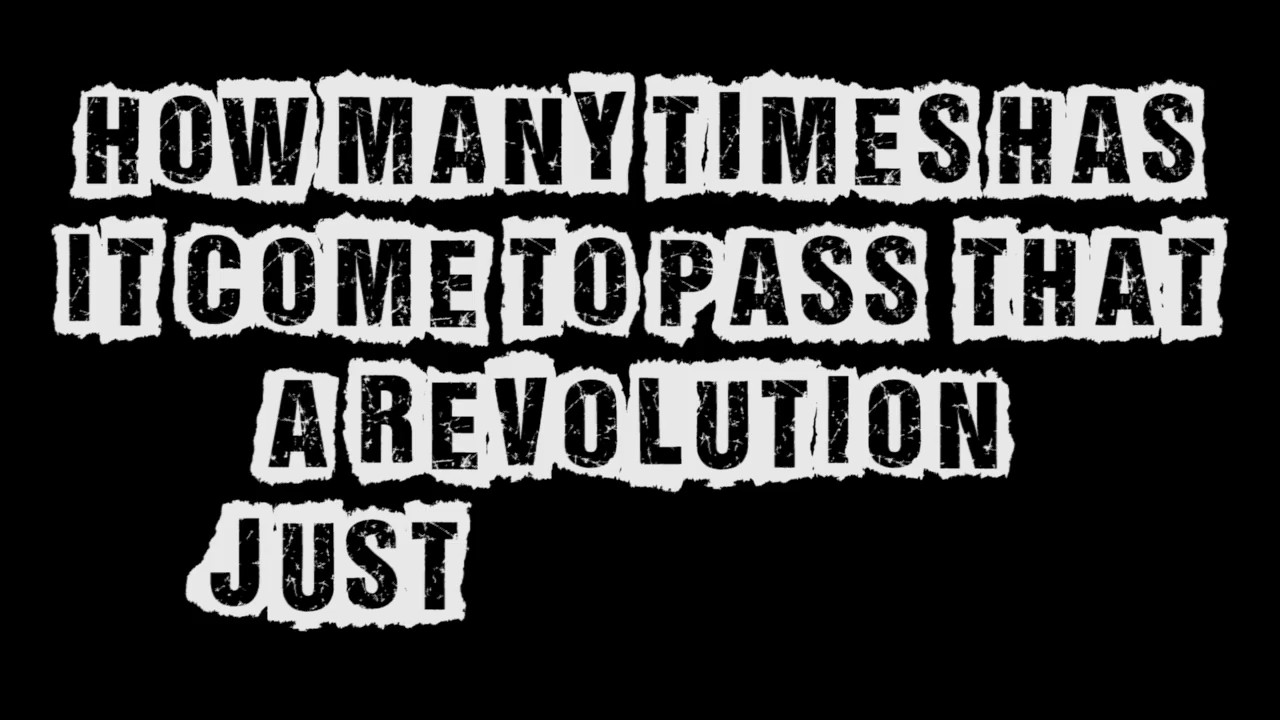 HOW MANY TIMES HAS
IT COME TO PASS THAT
A REVOLUTION
JUST